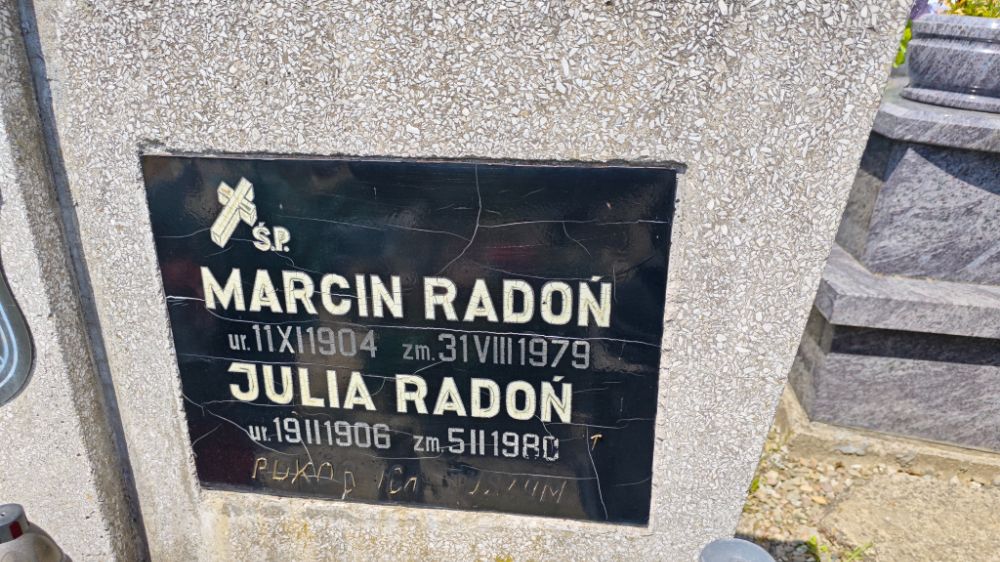 Ś.P.
MARCIN RADOŃ
ur. 11 XI 1904 zm. 31 VIII 1979
JULIA RADOŃ
ur. 19 II 1906 zm. 5 II 1980